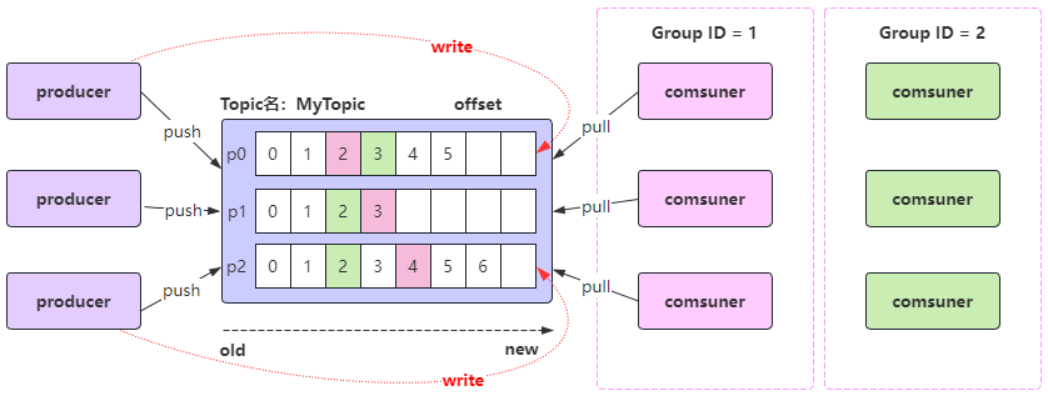 Group ID = 1
Group ID = 2
write
producer
comsuner
comsuner
Topic名：MyTopic
offset
push
pull
p0 0 1 2 3 4 5
producer
push
p1 0 1 2 3
pull
comsuner
comsuner
p2 0 1 2 3 4 5 6
push
pull
producer
comsuner
comsuner
old
new
write